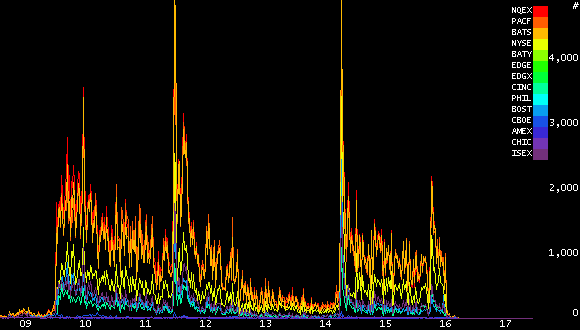 NQEX #
PACF
BATS
NYSE
BATY 4,000
EDGE
EDGX
CINC
PHIL
BOST
CBOE 3,000
AMEX
CHIC
ISEX
2,000
1,000
0
09 10 11 12 13 14 15 16 17